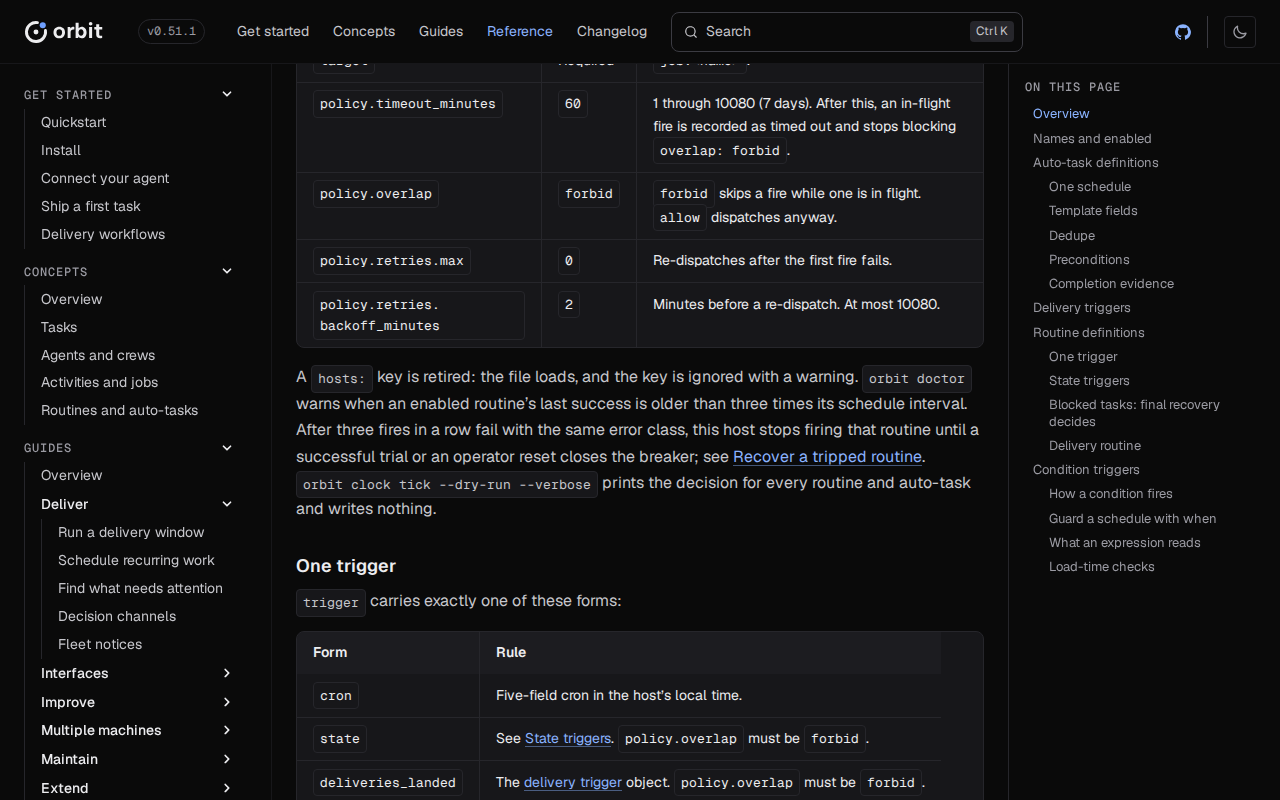 orbit
v0.51.1
Get started
Concepts
Guides
Reference
Changelog
Search
Ctrl K
GET STARTED
Quickstart
Install
Connect your agent
Ship a first task
Delivery workflows
CONCEPTS
Overview
Tasks
Agents and crews
Activities and jobs
Routines and auto-tasks
GUIDES
Overview
Deliver
Run a delivery window
Schedule recurring work
Find what needs attention
Decision channels
Fleet notices
Interfaces
Improve
Multiple machines
Maintain
Extend
policy.timeout_minutes
60
1 through 10080 (7 days). After this, an in-flight
fire is recorded as timed out and stops blocking
overlap: forbid.
policy.overlap
forbid
forbid skips a fire while one is in flight.
allow dispatches anyway.
policy.retries.max
0
Re-dispatches after the first fire fails.
policy.retries.
backoff_minutes
2
Minutes before a re-dispatch. At most 10080.
A hosts: key is retired: the file loads, and the key is ignored with a warning. orbit doctor
warns when an enabled routine’s last success is older than three times its schedule interval.
After three fires in a row fail with the same error class, this host stops firing that routine until a
successful trial or an operator reset closes the breaker; see Recover a tripped routine.
orbit clock tick --dry-run --verbose prints the decision for every routine and auto-task
and writes nothing.
One trigger
trigger carries exactly one of these forms:
Form
Rule
cron
Five-field cron in the host’s local time.
state
See State triggers. policy.overlap must be forbid.
deliveries_landed
The delivery trigger object. policy.overlap must be forbid.
ON THIS PAGE
Overview
Names and enabled
Auto-task definitions
One schedule
Template fields
Dedupe
Preconditions
Completion evidence
Delivery triggers
Routine definitions
One trigger
State triggers
Blocked tasks: final recovery
decides
Delivery routine
Condition triggers
How a condition fires
Guard a schedule with when
What an expression reads
Load-time checks